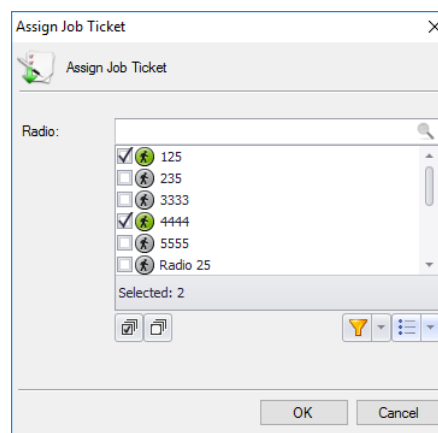 Assign Job Ticket
Assign Job Ticket
Radio:
125
235
3333
4444
5555
Radio 25
Selected: 2
OK Cancel